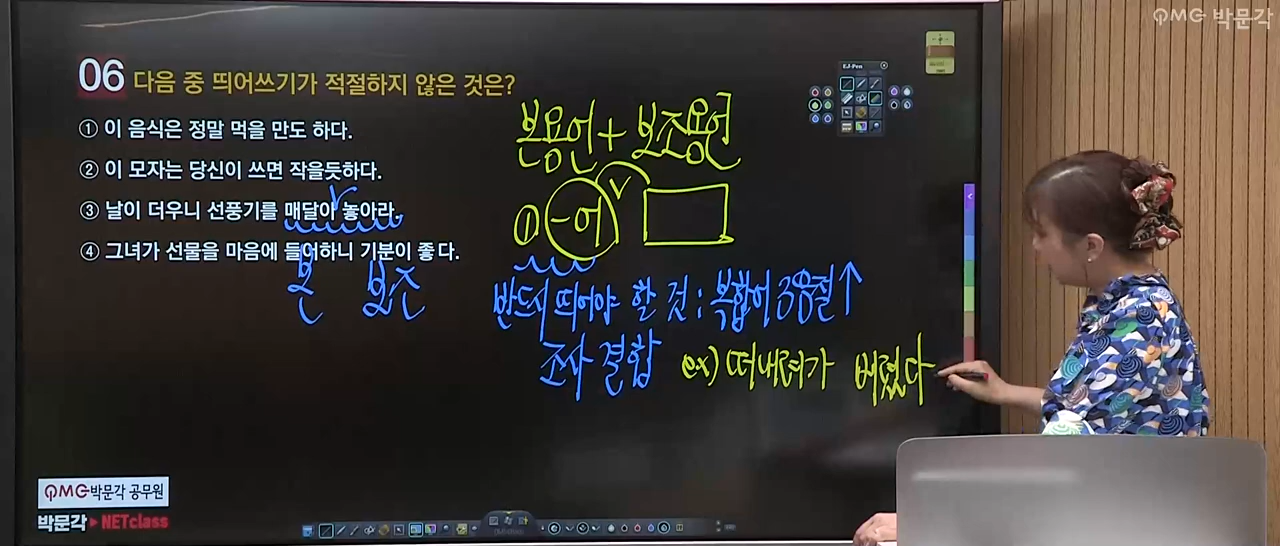 PMG 박문각
06 다음 중 띄어쓰기가 적절하지 않은 것은?
① 이 음식은 정말 먹을 만도 하다.
② 이 모자는 당신이 쓰면 작을듯하다.
③ 날이 더우니 선풍기를 매달아 놓아라.
④ 그녀가 선물을 마음에 들어하니 기분이 좋다.
본 보조
본용언 + 보조용언
① -어
반드시 띄어야 할 것 : 복합어 3음절↑
조사 결합 ex) 떠내려가 버렸다
EJ-Pen
PMG 박문각 공무원
박문각 ▶ NETclass